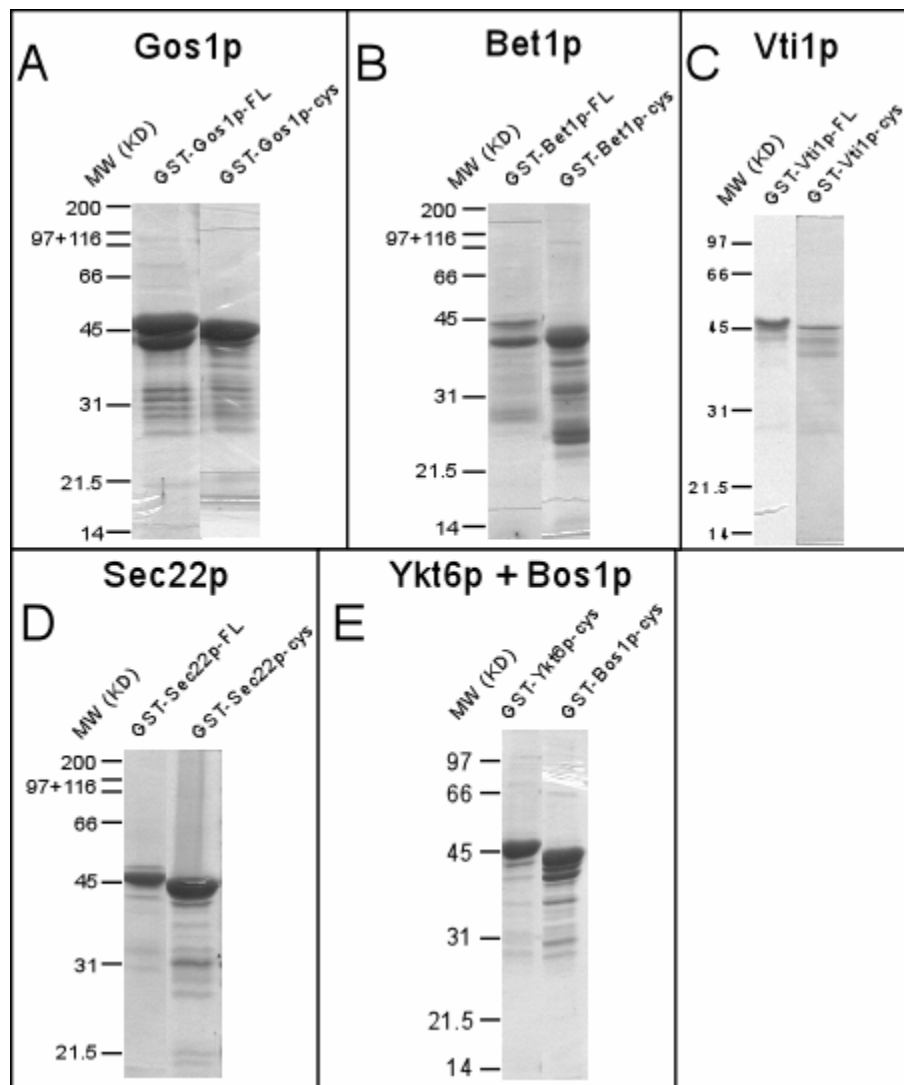 A
Gos1p
MW (KD)
GST-Gos1p-FL
GST-Gos1p-cys
200
97+116
66
45
31
21.5
14
B
Bet1p
MW (KD)
GST-Bet1p-FL
GST-Bet1p-cys
200
97+116
66
45
31
21.5
14
C
Vti1p
MW (KD)
GST-Vti1p-FL
GST-Vti1p-cys
97
66
45
31
21.5
14
D
Sec22p
MW (KD)
GST-Sec22p-FL
GST-Sec22p-cys
200
97+116
66
45
31
21.5
E
Ykt6p + Bos1p
MW (KD)
GST-Ykt6p-cys
GST-Bos1p-cys
97
66
45
31
21.5
14